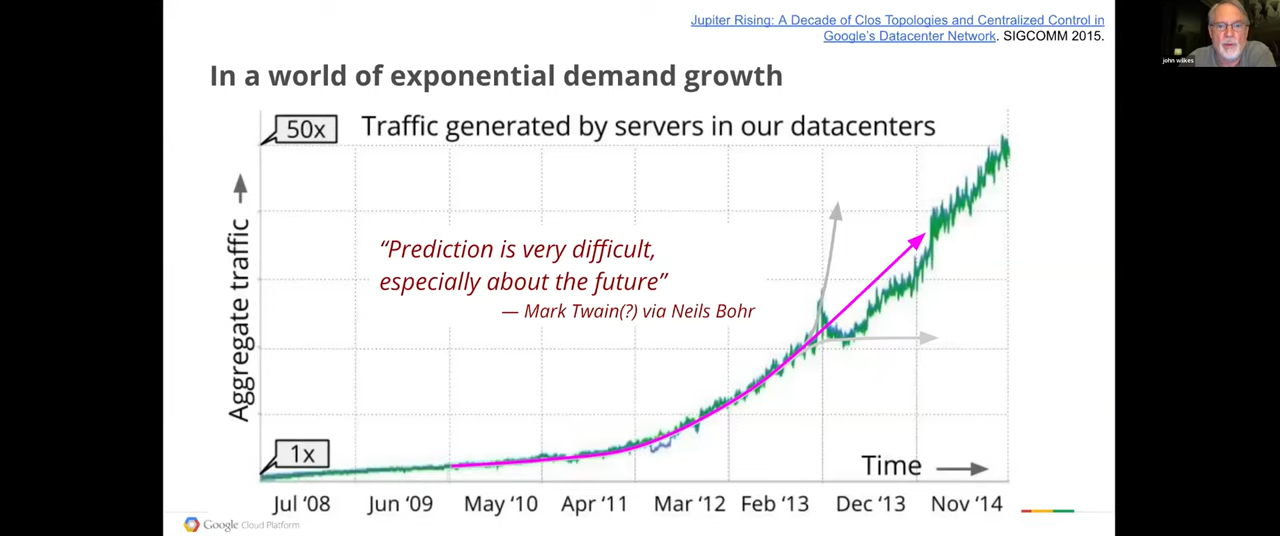 Jupiter Rising: A Decade of Clos Topologies and Centralized Control in
Google's Datacenter Network. SIGCOMM 2015.
john wilkes
In a world of exponential demand growth
50x
Traffic generated by servers in our datacenters
Aggregate traffic
“Prediction is very difficult,
especially about the future”
— Mark Twain(?) via Neils Bohr
1x
Time
Jul ‘08 Jun ‘09 May ‘10 Apr ‘11 Mar ‘12 Feb ‘13 Dec ‘13 Nov ‘14
Google Cloud Platform